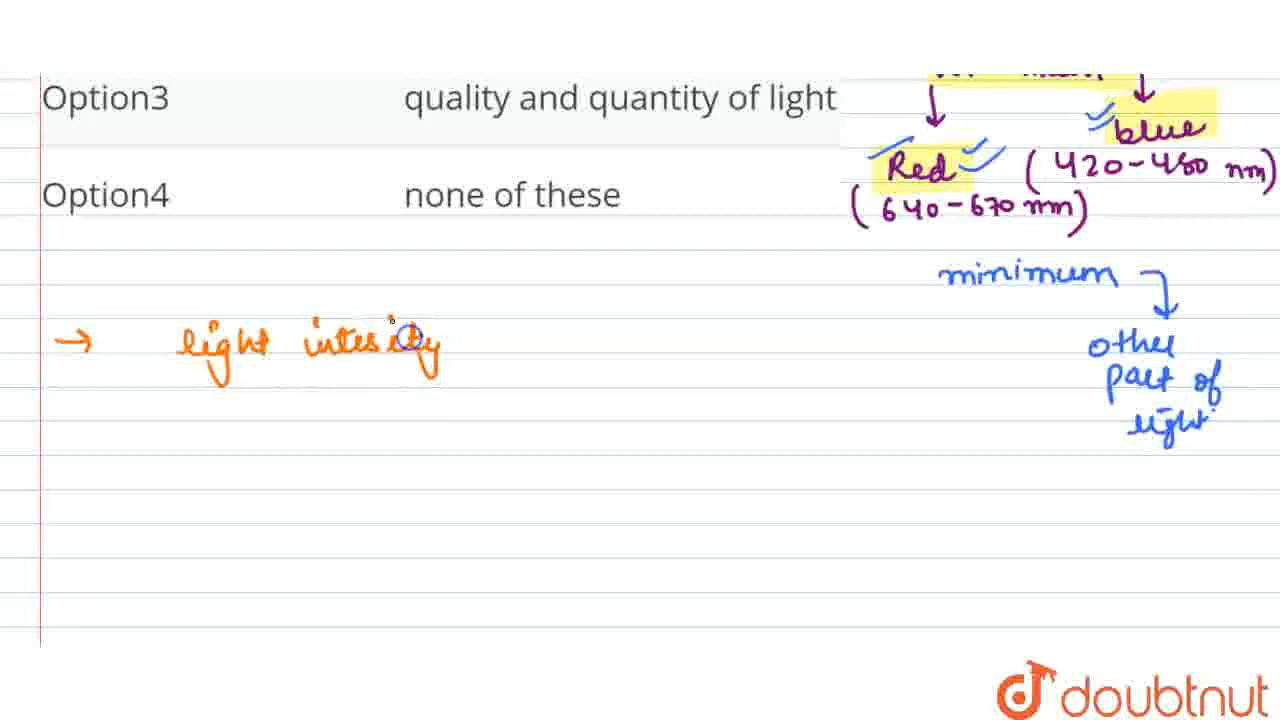 Option3 quality and quantity of light
Option4 none of these
Red
(640-670 nm)
blue
(420-480 nm)
minimum
other
part of
light
→ light intesity
doubtnut